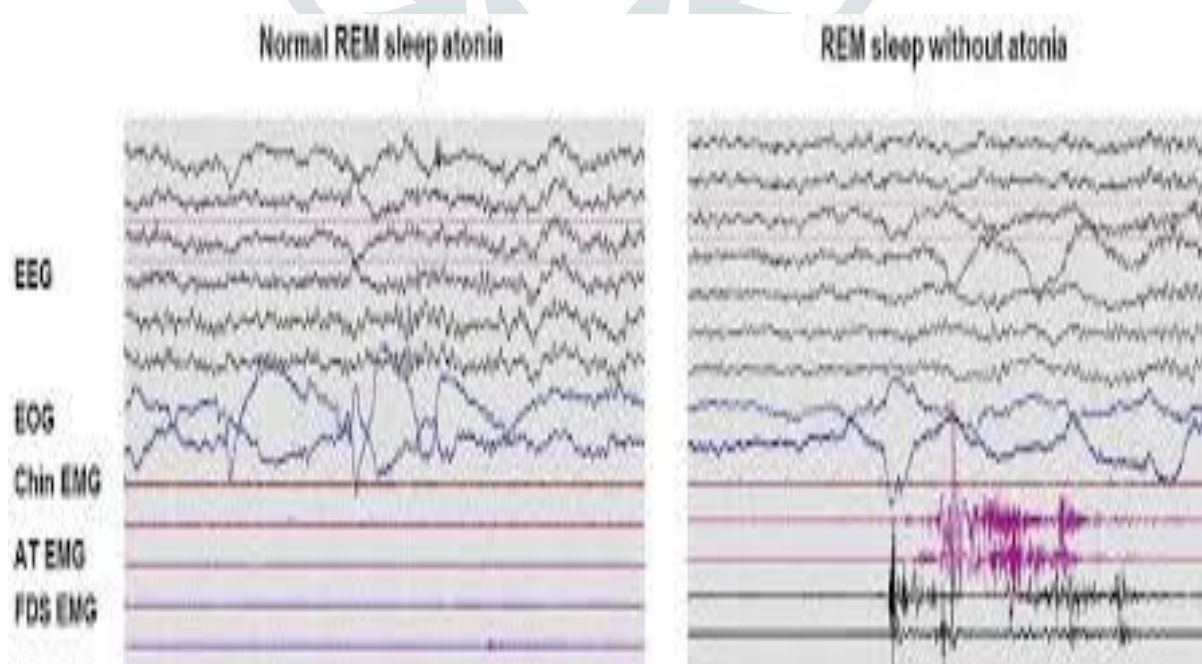 Normal REM sleep atonia
REM sleep without atonia
EEG
EOG
Chin EMG
AT EMG
FDS EMG